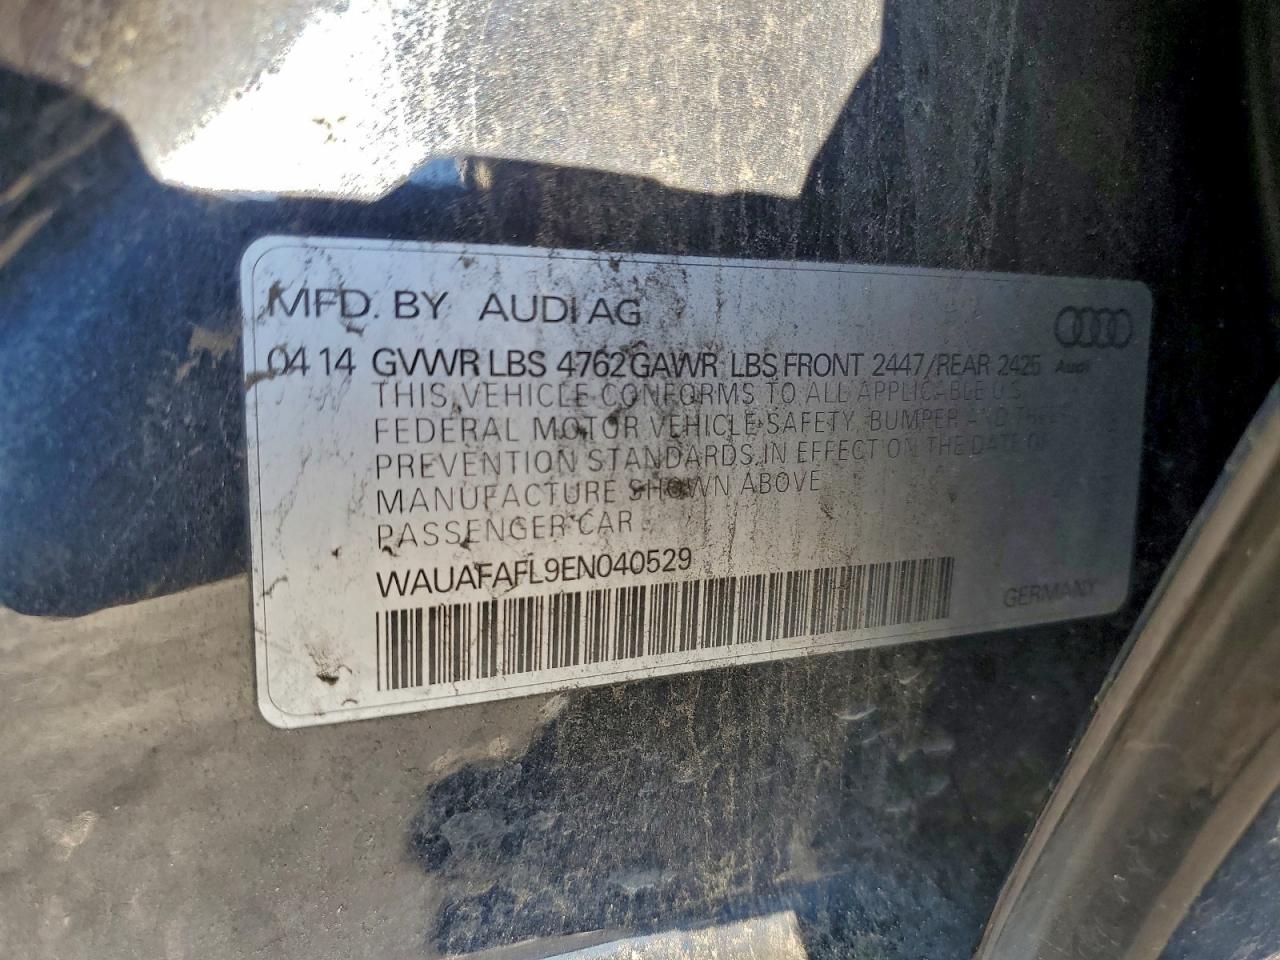 MFD. BY AUDI AG
04 14 GVWR LBS 4762 GAWR LBS FRONT 2447/REAR 2425 Audi
THIS VEHICLE CONFORMS TO ALL APPLICABLE U.S.
FEDERAL MOTOR VEHICLE SAFETY, BUMPER AND
PREVENTION STANDARDS IN EFFECT ON THE DATE OF
MANUFACTURE SHOWN ABOVE
PASSENGER CAR
WAUAFAFL9EN040529
GERMANY